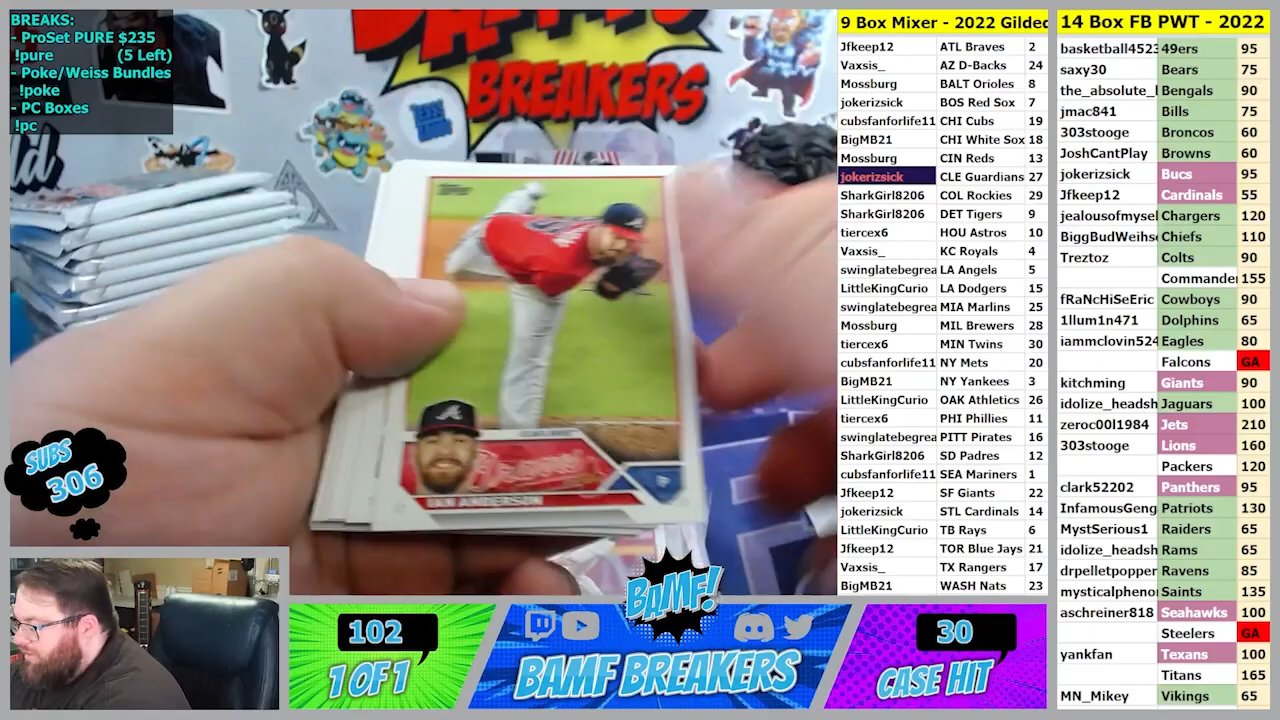 BREAKS:
- ProSet PURE $235
!pure (5 Left)
- Poke/Weiss Bundles
!poke
- PC Boxes
!pc
BREAKERS
Topps
Braves
IAN ANDERSON
SUBS
306
102
1 OF 1
BAMF!
BAMF BREAKERS
30
CASE HIT
9 Box Mixer - 2022 Gilded
Jfkeep12 ATL Braves 2
Vaxsis_ AZ D-Backs 24
Mossburg BALT Orioles 8
jokerizsick BOS Red Sox 7
cubsfanforlife11 CHI Cubs 19
BigMB21 CHI White Sox 18
Mossburg CIN Reds 13
jokerizsick CLE Guardians 27
SharkGirl8206 COL Rockies 29
SharkGirl8206 DET Tigers 9
tiercex6 HOU Astros 10
Vaxsis_ KC Royals 4
swinglatebegrea LA Angels 5
LittleKingCurio LA Dodgers 15
swinglatebegrea MIA Marlins 25
Mossburg MIL Brewers 28
tiercex6 MIN Twins 30
cubsfanforlife11 NY Mets 20
BigMB21 NY Yankees 3
LittleKingCurio OAK Athletics 26
tiercex6 PHI Phillies 11
swinglatebegrea PITT Pirates 16
SharkGirl8206 SD Padres 12
cubsfanforlife11 SEA Mariners 1
Jfkeep12 SF Giants 22
jokerizsick STL Cardinals 14
LittleKingCurio TB Rays 6
Jfkeep12 TOR Blue Jays 21
Vaxsis_ TX Rangers 17
BigMB21 WASH Nats 23
14 Box FB PWT - 2022
basketball4523 49ers 95
saxy30 Bears 75
the_absolute_l Bengals 90
jmac841 Bills 75
303stooge Broncos 60
JoshCantPlay Browns 60
jokerizsick Bucs 95
Jfkeep12 Cardinals 55
jealousofmysel Chargers 120
BiggBudWeihs Chiefs 110
Treztoz Colts 90
Commander 155
fRaNcHiSeEric Cowboys 90
1llum1n471 Dolphins 65
iammclovin524 Eagles 80
Falcons GA
kitchming Giants 90
idolize_headsh Jaguars 100
zeroc00l1984 Jets 210
303stooge Lions 160
Packers 120
clark52202 Panthers 95
InfamousGeng Patriots 130
MystSerious1 Raiders 65
idolize_headsh Rams 65
drpelletpopper Ravens 85
mysticalpheno Saints 135
aschreiner818 Seahawks 100
Steelers GA
yankfan Texans 100
Titans 165
MN_Mikey Vikings 65